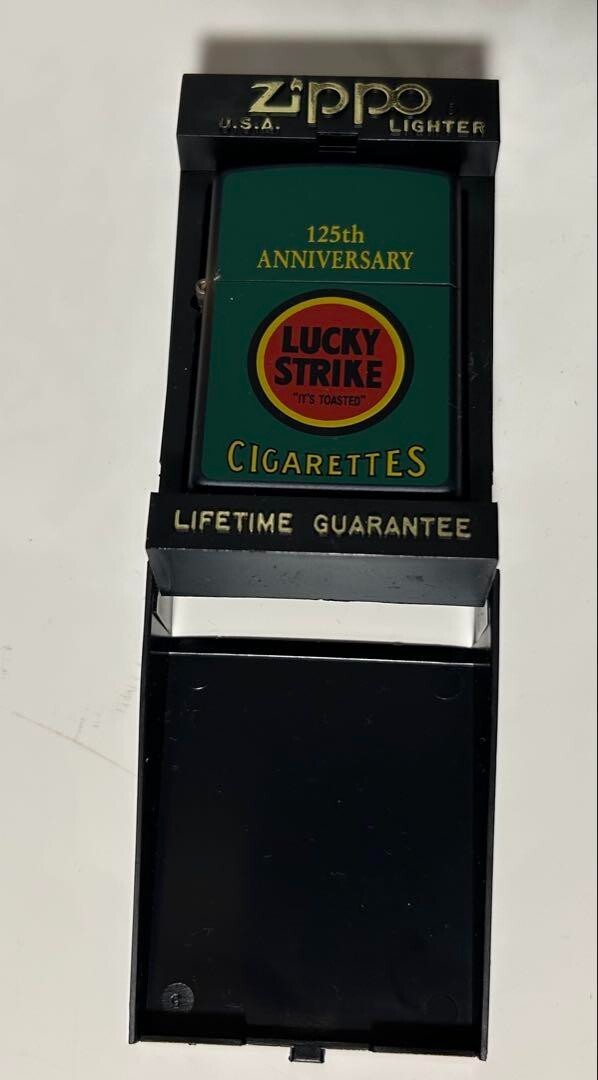 Zippo
U.S.A. LIGHTER
125th
ANNIVERSARY
LUCKY
STRIKE
"IT'S TOASTED"
CIGARETTES
LIFETIME GUARANTEE